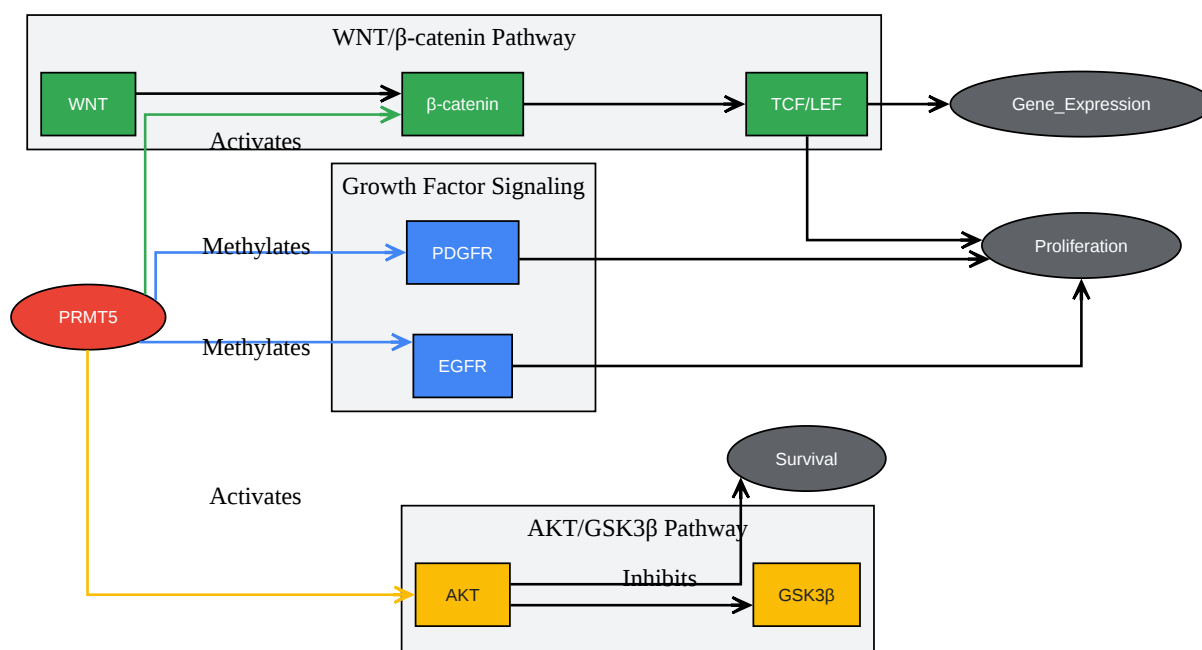 WNT/β-catenin Pathway
WNT
β-catenin
TCF/LEF
Gene_Expression
Activates
Growth Factor Signaling
Methylates
PDGFR
Proliferation
PRMT5
Methylates
EGFR
Survival
Activates
AKT/GSK3β Pathway
Inhibits
AKT
GSK3β